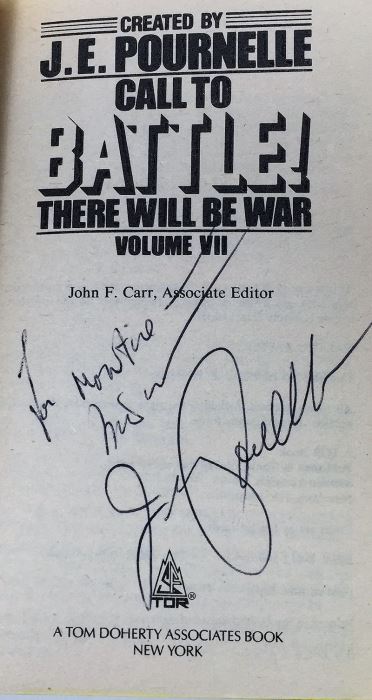 CREATED BY
J.E. POURNELLE
CALL TO
BATTLE!
THERE WILL BE WAR
VOLUME VII
John F. Carr, Associate Editor
for
J. Pournelle
TOR®
A TOM DOHERTY ASSOCIATES BOOK
NEW YORK